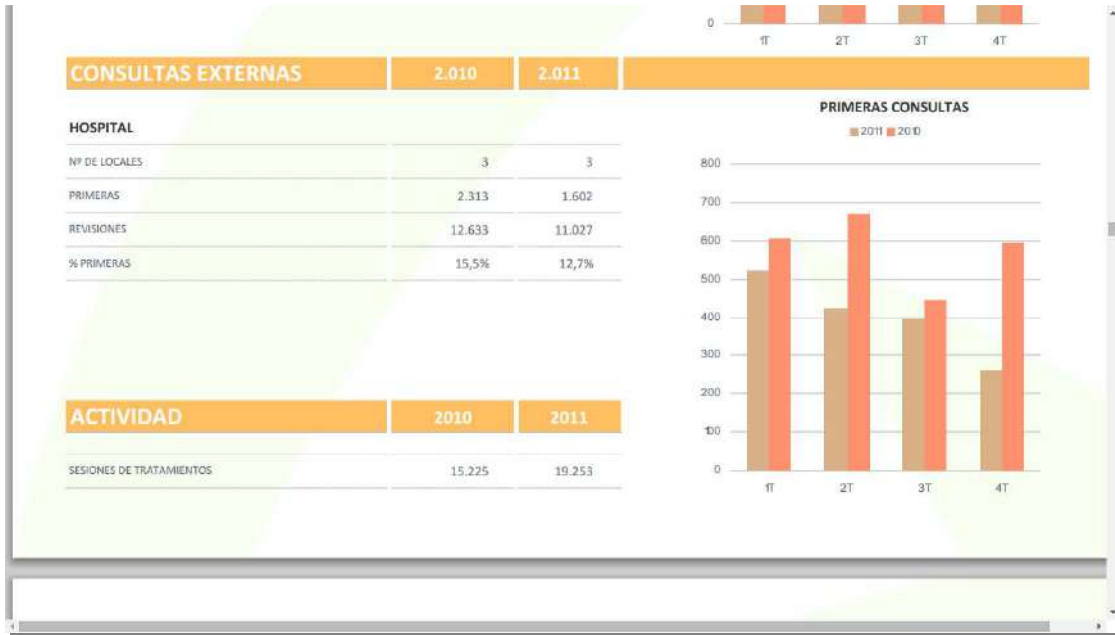 0
1T 2T 3T 4T
CONSULTAS EXTERNAS 2.010 2.011
HOSPITAL
Nº DE LOCALES 3 3
PRIMERAS 2.313 1.602
REVISIONES 12.633 11.027
% PRIMERAS 15,5% 12,7%
PRIMERAS CONSULTAS
2011 2010
800
700
600
500
400
300
200
100
0
1T 2T 3T 4T
ACTIVIDAD 2010 2011
SESIONES DE TRATAMIENTOS 15.225 19.253